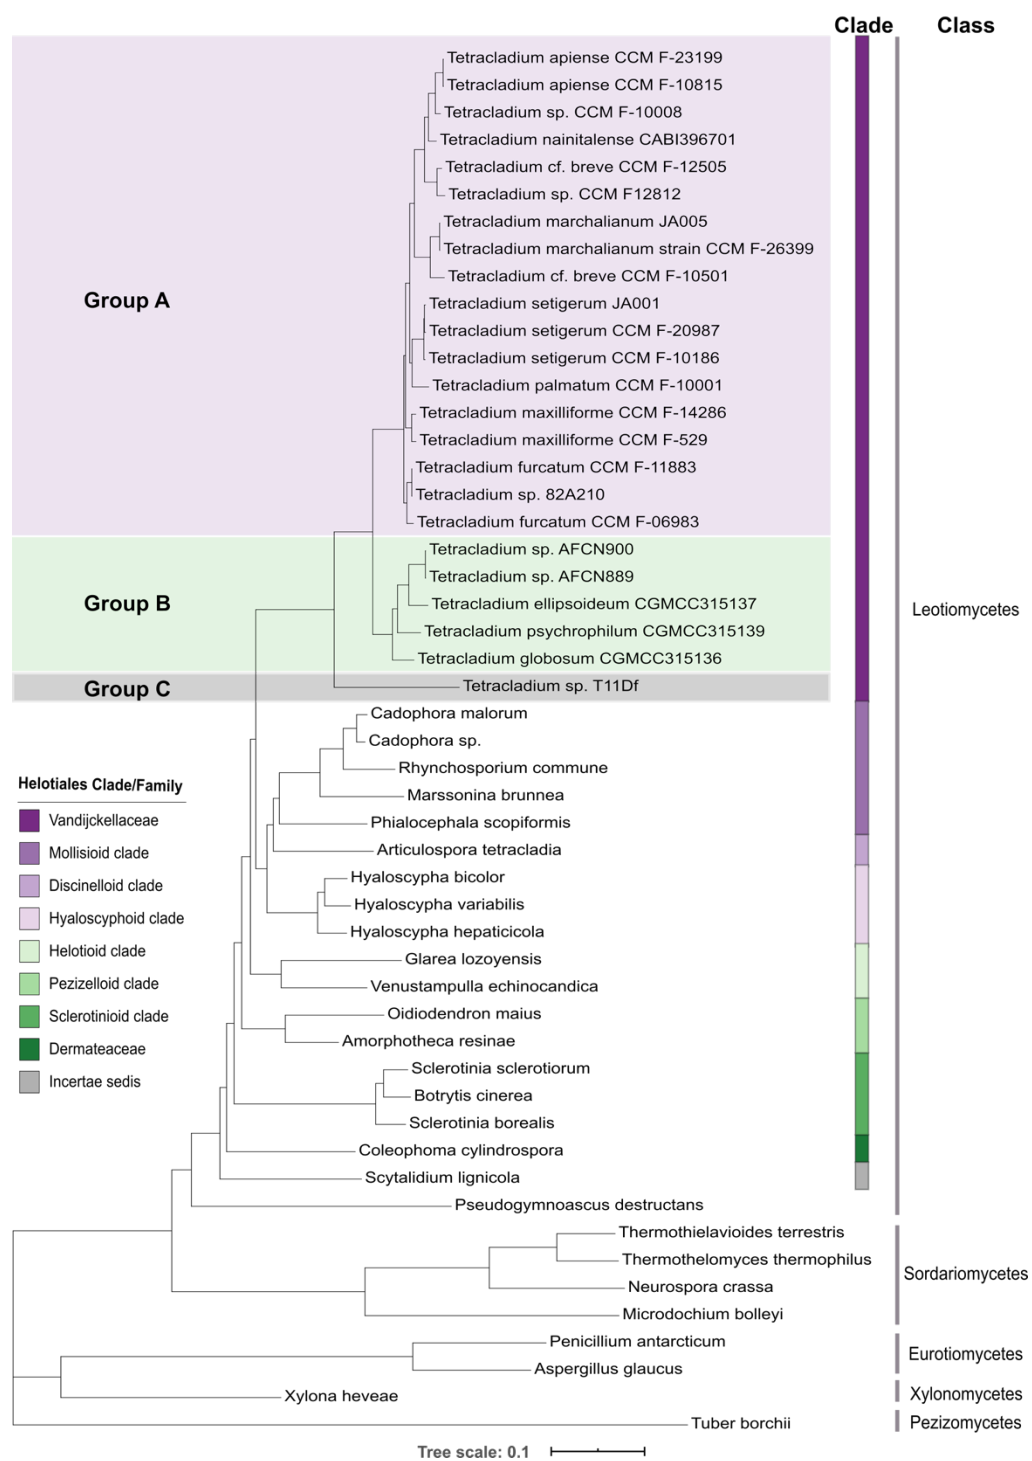 Clade Class
Tetracladium apiense CCM F-23199
Tetracladium apiense CCM F-10815
Tetracladium sp. CCM F-10008
Tetracladium nainitalense CABI396701
Tetracladium cf. breve CCM F-12505
Tetracladium sp. CCM F12812
Tetracladium marchalianum JA005
Tetracladium marchalianum strain CCM F-26399
Tetracladium cf. breve CCM F-10501
Group A
Tetracladium setigerum JA001
Tetracladium setigerum CCM F-20987
Tetracladium setigerum CCM F-10186
Tetracladium palmatum CCM F-10001
Tetracladium maxilliforme CCM F-14286
Tetracladium maxilliforme CCM F-529
Tetracladium furcatum CCM F-11883
Tetracladium sp. 82A210
Tetracladium furcatum CCM F-06983
Tetracladium sp. AFCN900
Tetracladium sp. AFCN889
Group B
Tetracladium ellipsoideum CGMCC315137
Leotiomycetes
Tetracladium psychrophilum CGMCC315139
Tetracladium globosum CGMCC315136
Group C
Tetracladium sp. T11Df
Cadophora malorum
Cadophora sp.
Rhynchosporium commune
Marssonina brunnea
Phialocephala scopiformis
Articulospora tetracladia
Hyaloscypha bicolor
Hyaloscypha variabilis
Hyaloscypha hepaticicola
Glarea lozoyensis
Venustampulla echinocandica
Oidiodendron maius
Amorphotheca resinae
Sclerotinia sclerotiorum
Botrytis cinerea
Sclerotinia borealis
Coleophoma cylindrospora
Scytalidium lignicola
Pseudogymnoascus destructans
Helotiales Clade/Family
Vandijckellaceae
Mollisioid clade
Discinelloid clade
Hyaloscyphoid clade
Helotioid clade
Pezizelloid clade
Sclerotinioid clade
Dermateaceae
Incertae sedis
Thermothielavioides terrestris
Thermothelomyces thermophilus
Sordariomycetes
Neurospora crassa
Microdochium bolleyi
Penicillium antarcticum
Eurotiomycetes
Aspergillus glaucus
Xylona heveae
Xylonomycetes
Tuber borchii
Pezizomycetes
Tree scale: 0.1